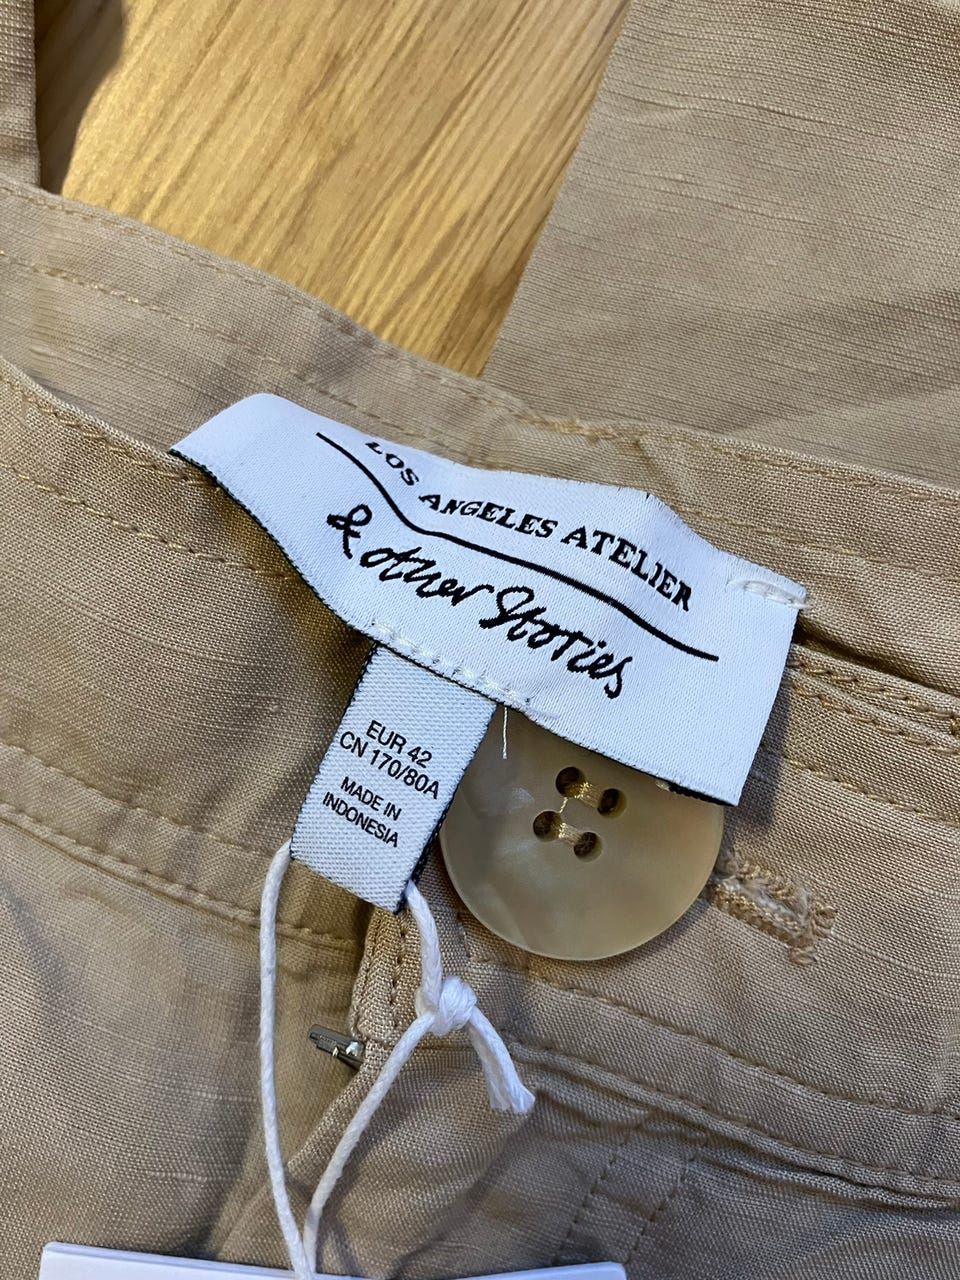 LOS ANGELES ATELIER
& other Stories
EUR 42
CN 170/80A
MADE IN
INDONESIA